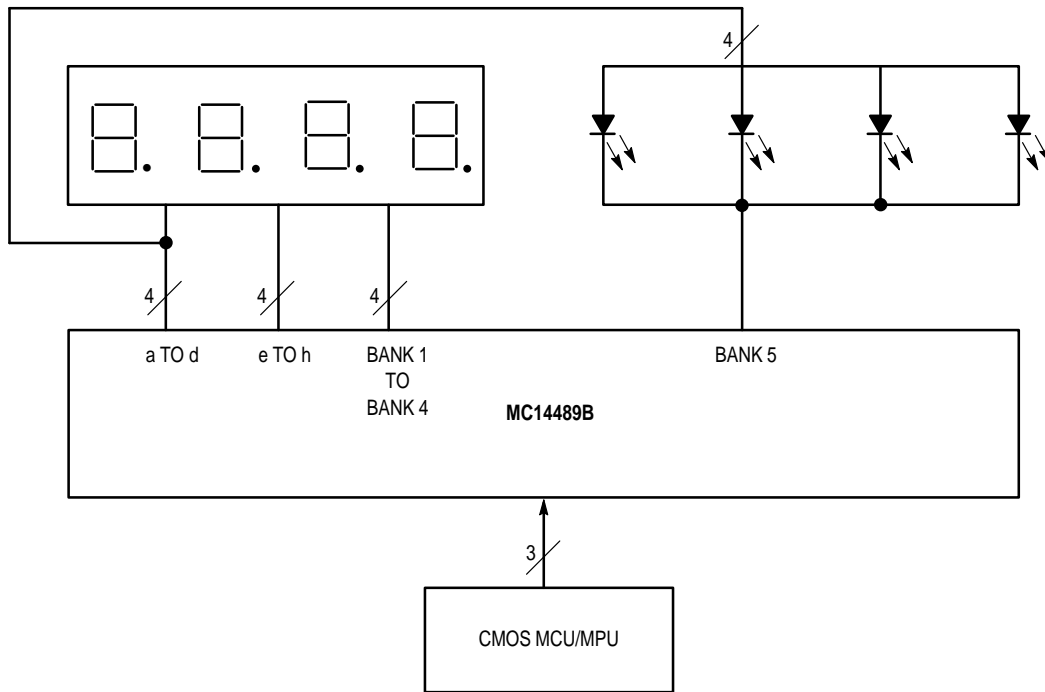 4
4
4
4
a TO d
e TO h
BANK 1
TO
BANK 4
BANK 5
MC14489B
3
CMOS MCU/MPU